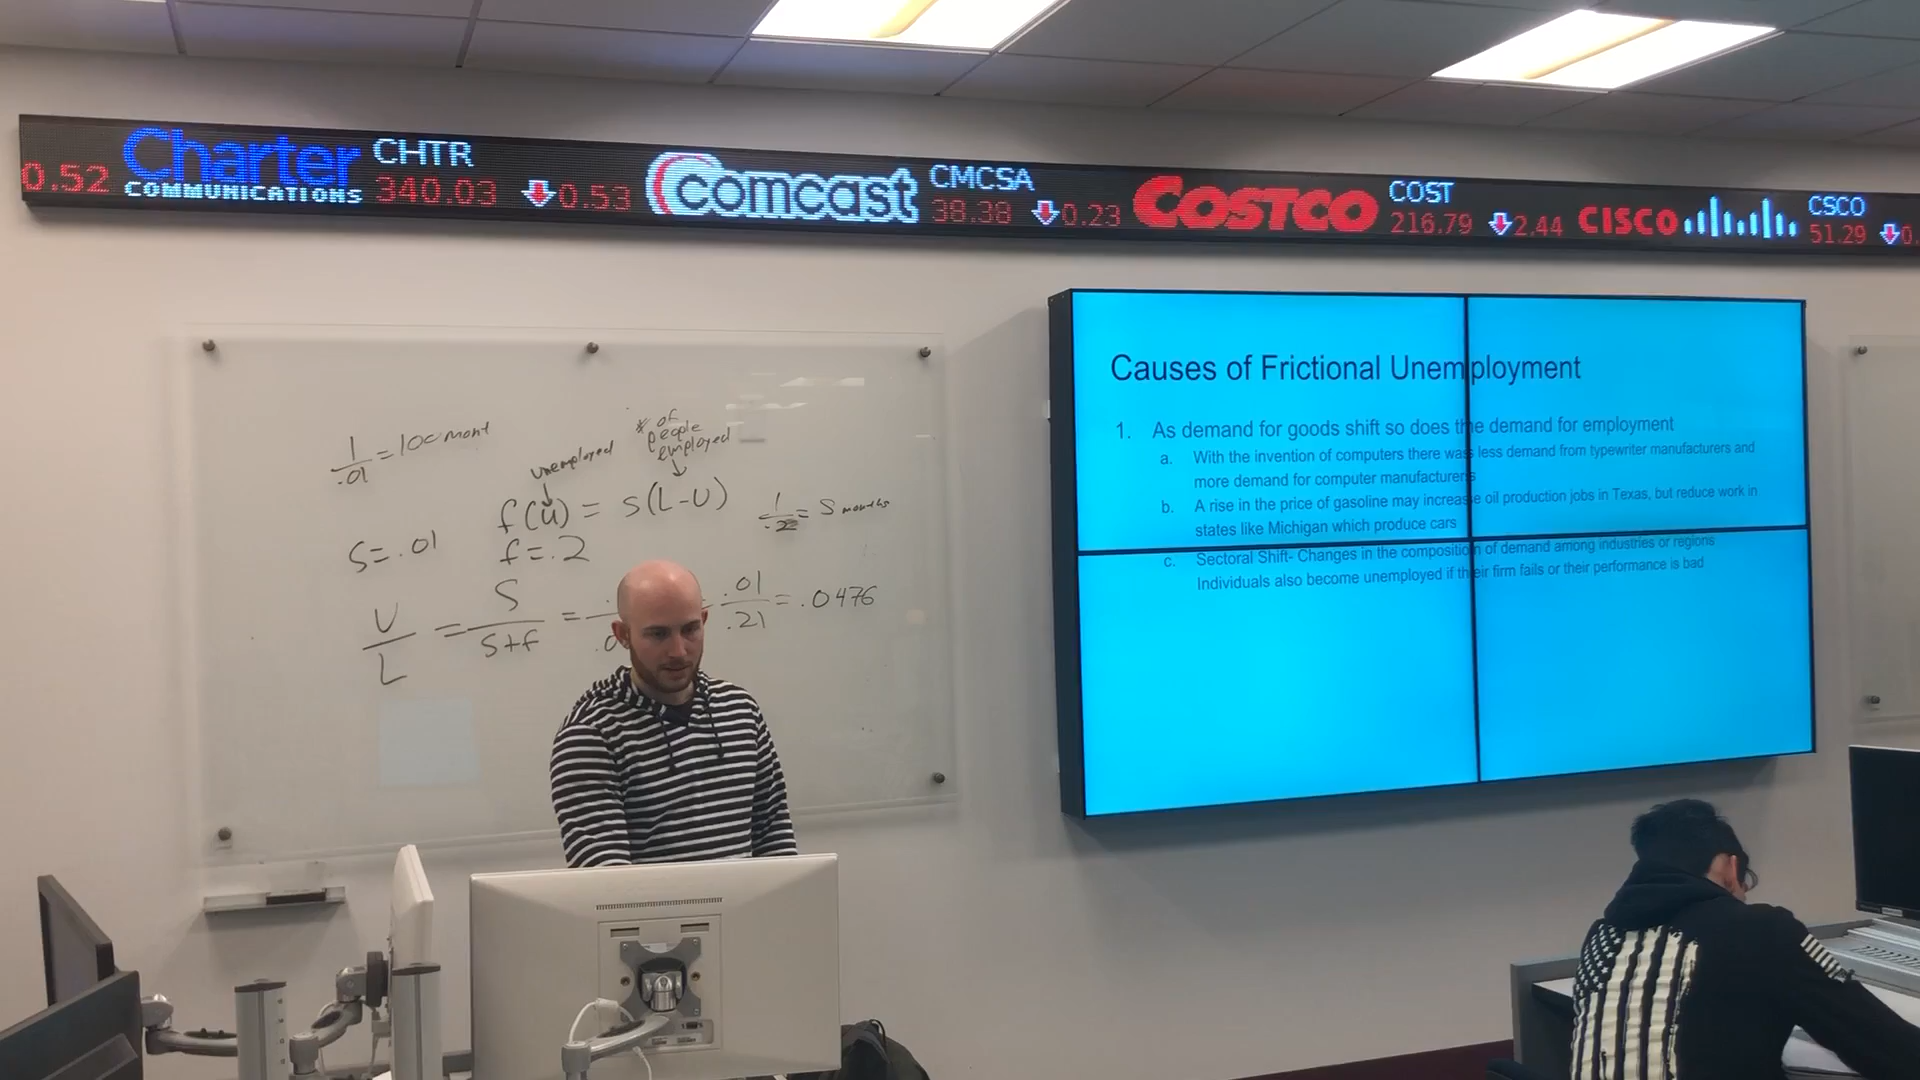 0.52 Charter COMMUNICATIONS CHTR 340.03 0.53 comcast CMCSA 38.38 0.23 COSTCO COST 216.79 2.44 CISCO CSCO 51.29 0.
1/.01 = 100 mont
unemployed
# of
people
employed
f(U) = s(L-U)
1/.2 = 5 months
S = .01
f = .2
U/L = S/S+f = .01/.21 = .0476
Causes of Frictional Unemployment
1. As demand for goods shift so does the demand for employment
a. With the invention of computers there was less demand from typewriter manufacturers and
more demand for computer manufacturers
b. A rise in the price of gasoline may increase oil production jobs in Texas, but reduce work in
states like Michigan which produce cars
c. Sectoral Shift- Changes in the composition of demand among industries or regions
Individuals also become unemployed if their firm fails or their performance is bad